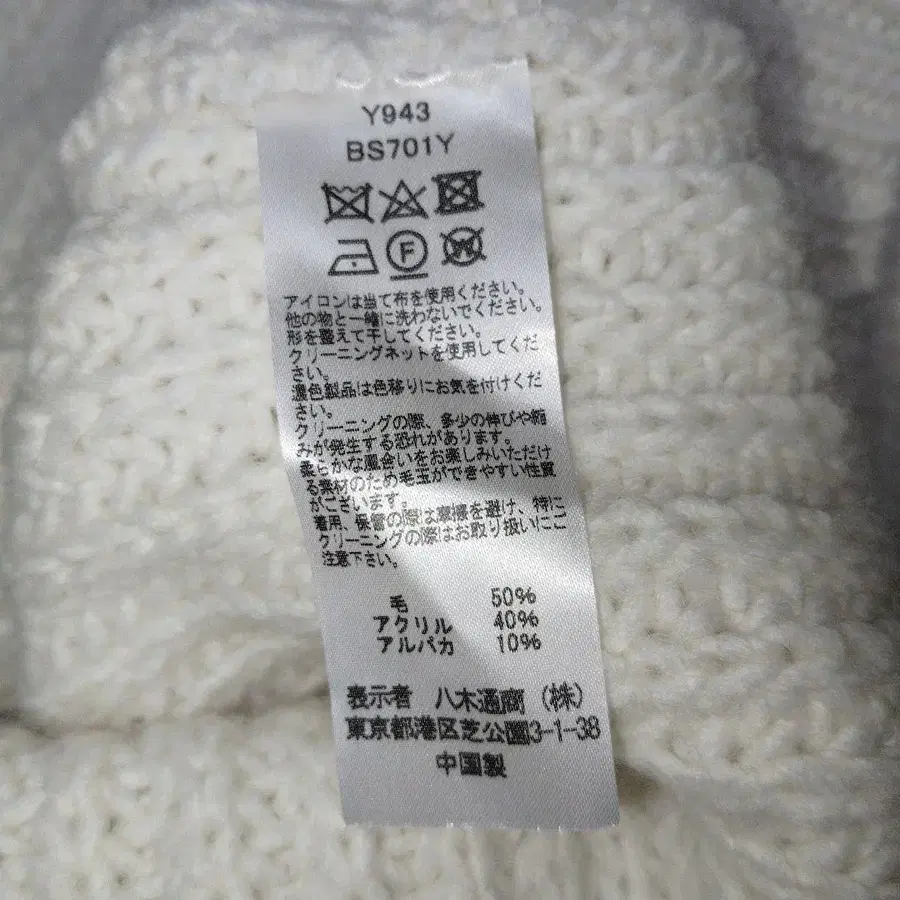 Y943
BS701Y
F
W
アイロンは当て布を使用ください。
他の物と一緒に洗わないでください。
形を整えて干してください。
クリーニングネットを使用してくだ
さい。
濃色製品は色移りにお気を付けくだ
さい。
クリーニングの際、多少の伸びや縮
みが発生する恐れがあります。
柔らかな風合いをお楽しみいただけ
る素材のため毛玉ができやすい性質
がございます。
着用、保管の際は摩擦を避け、特に
クリーニングの際はお取り扱いにご
注意下さい。
毛 50%
アクリル 40%
アルパカ 10%
表示者 八木通商（株）
東京都港区芝公園3-1-38
中国製